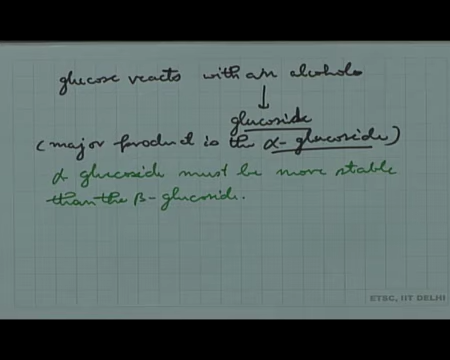 glucose reacts with an alcohol
↓
glucoside
(major product is the α-glucoside)
α glucoside must be more stable
than the β-glucoside.
ETSC, IIT DELHI